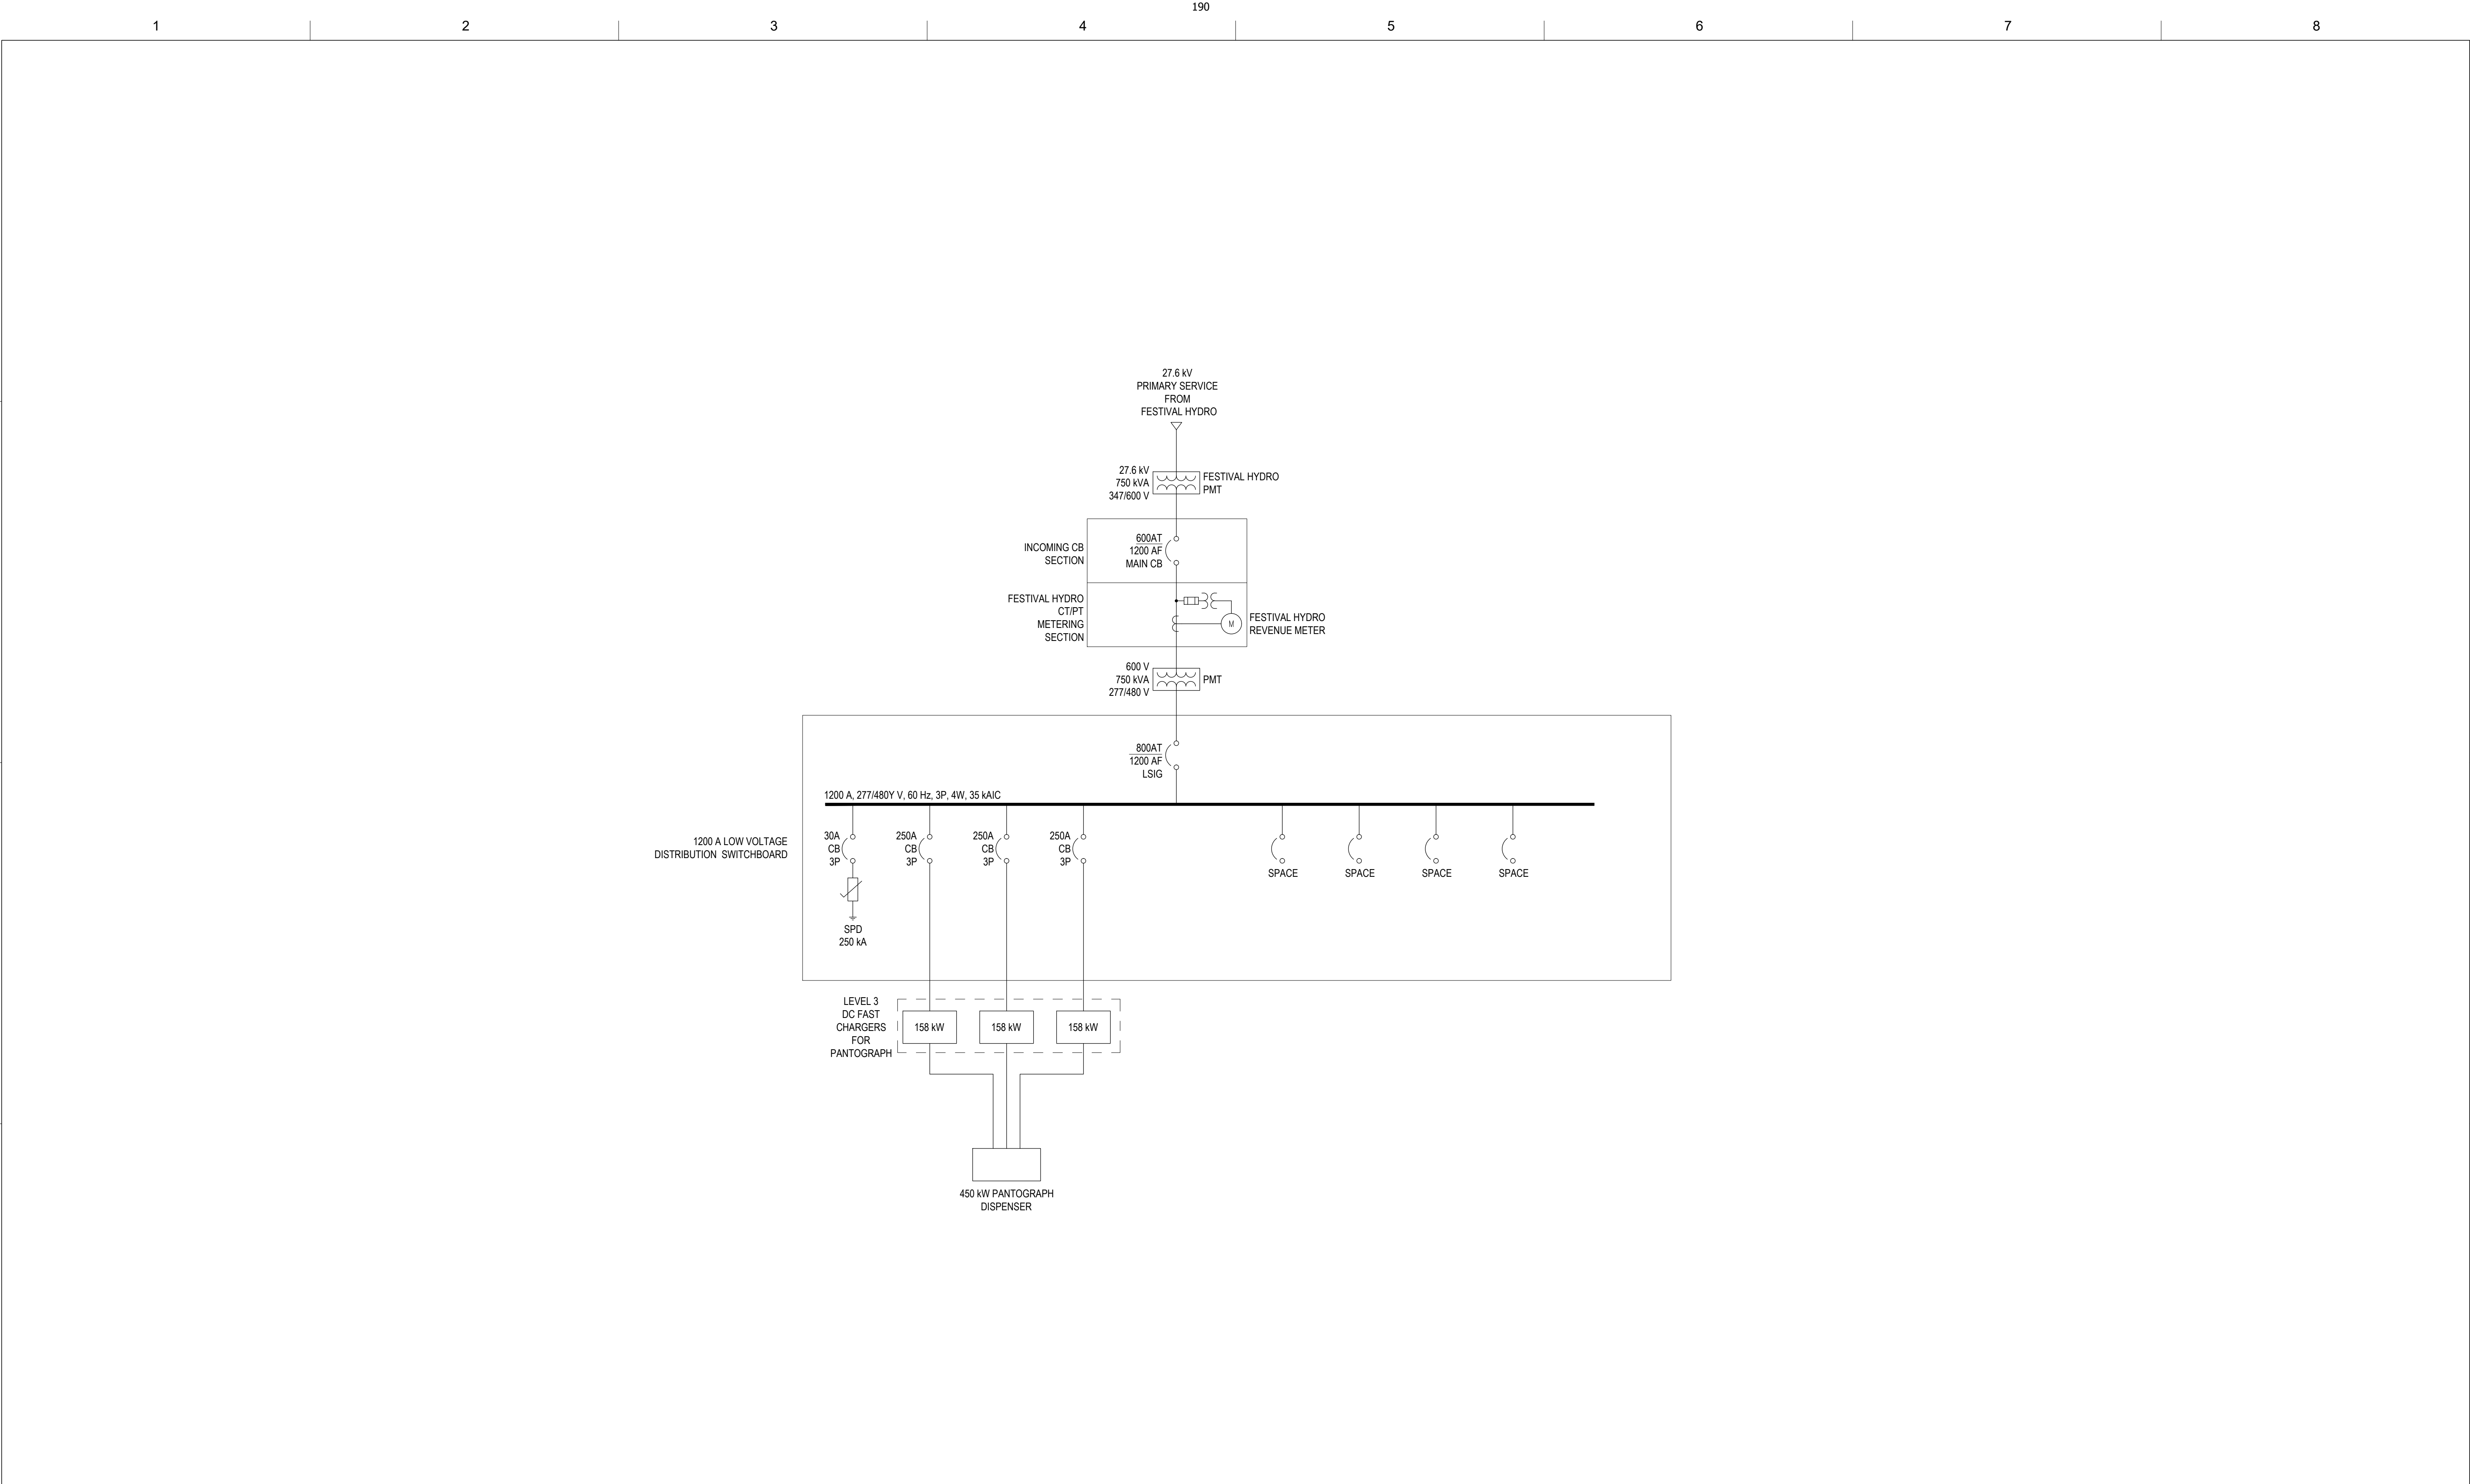 190
1 2 3 4 5 6 7 8
27.6 kV
PRIMARY SERVICE
FROM
FESTIVAL HYDRO
27.6 kV
750 kVA
347/600 V
FESTIVAL HYDRO
PMT
INCOMING CB
SECTION
600AT
1200 AF
MAIN CB
FESTIVAL HYDRO
CT/PT
METERING
SECTION
M
FESTIVAL HYDRO
REVENUE METER
600 V
750 kVA
277/480 V
PMT
800AT
1200 AF
LSIG
1200 A, 277/480Y V, 60 Hz, 3P, 4W, 35 kAIC
1200 A LOW VOLTAGE
DISTRIBUTION SWITCHBOARD
30A
CB
3P
250A
CB
3P
250A
CB
3P
250A
CB
3P
SPACE
SPACE
SPACE
SPACE
SPD
250 kA
LEVEL 3
DC FAST
CHARGERS
FOR
PANTOGRAPH
158 kW
158 kW
158 kW
450 kW PANTOGRAPH
DISPENSER